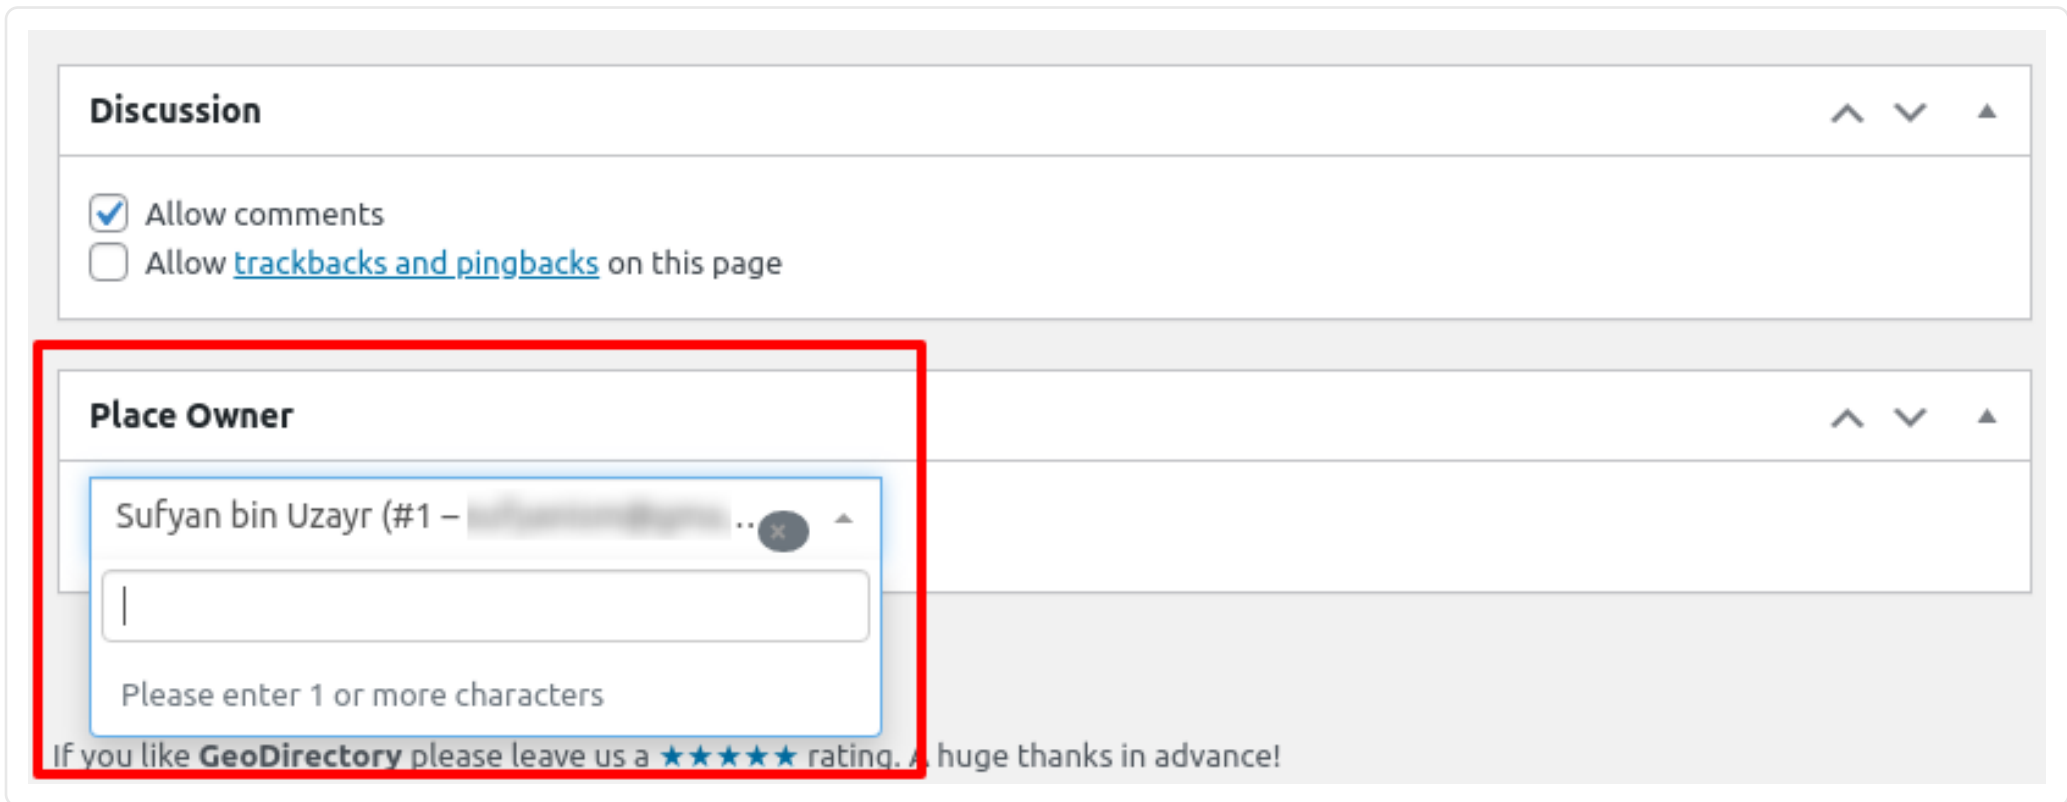 Discussion
Allow comments
Allow trackbacks and pingbacks on this page
Place Owner
Sufyan bin Uzayr (#1 – ...
Please enter 1 or more characters
If you like GeoDirectory please leave us a ★★★★★ rating. A huge thanks in advance!